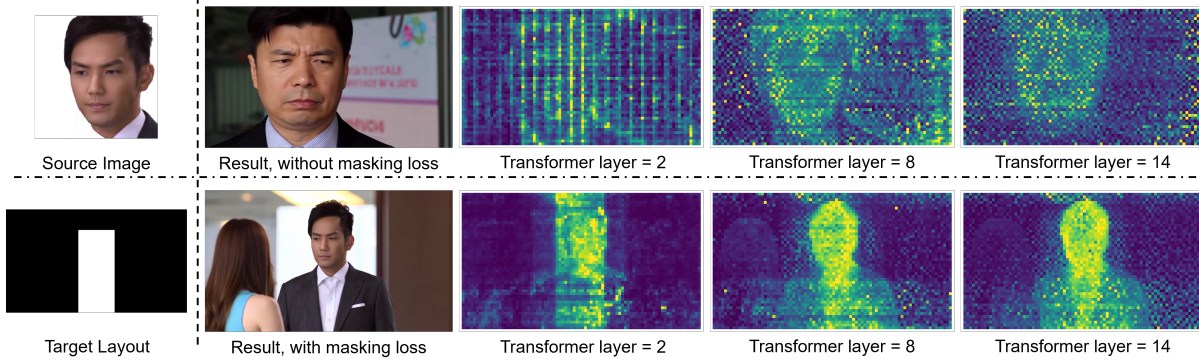 Source Image
Result, without masking loss
Transformer layer = 2
Transformer layer = 8
Transformer layer = 14
Target Layout
Result, with masking loss
Transformer layer = 2
Transformer layer = 8
Transformer layer = 14